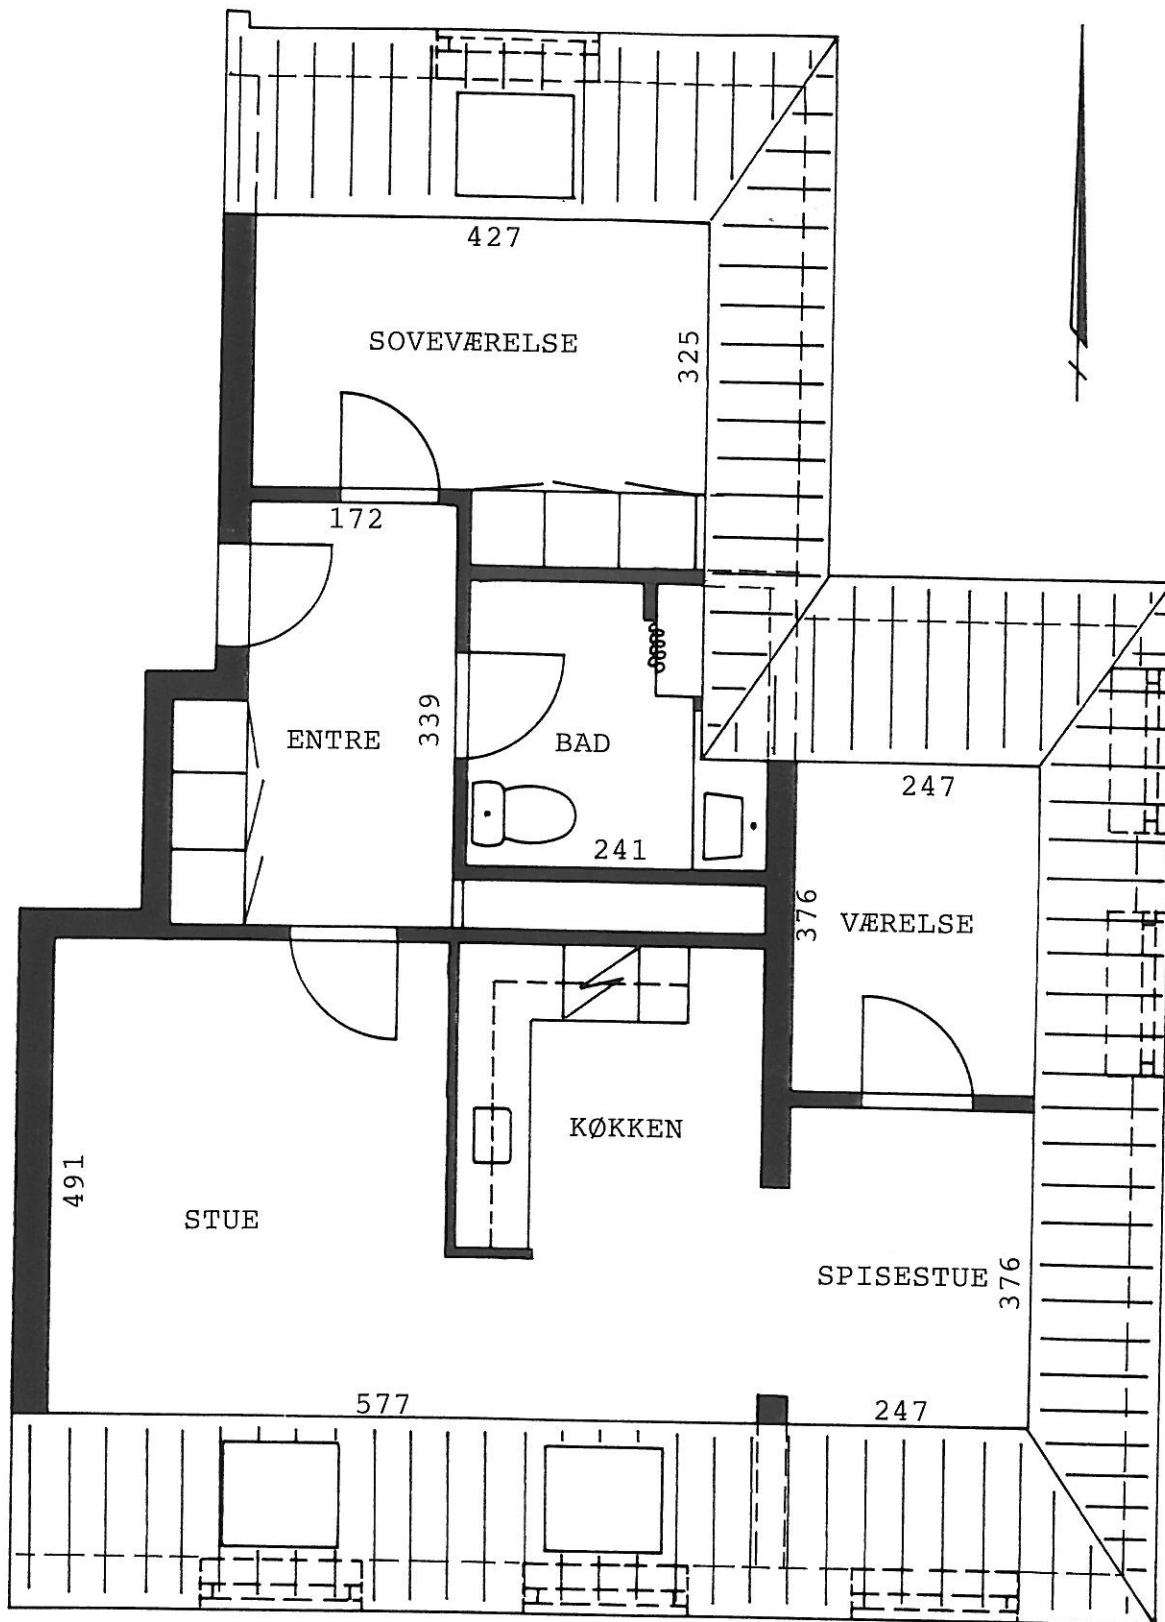 427
SOVEVÆRELSE
325
172
ENTRE
339
BAD
241
247
376
VÆRELSE
KØKKEN
491
STUE
SPISESTUE
376
577
247